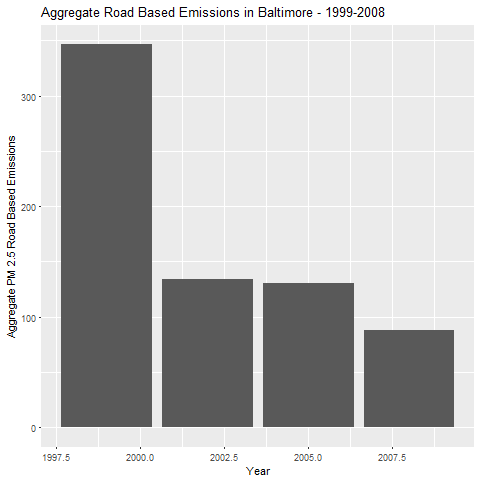 Aggregate Road Based Emissions in Baltimore - 1999-2008
Aggregate PM 2.5 Road Based Emissions
300
200
100
0
1997.5 2000.0 2002.5 2005.0 2007.5
Year